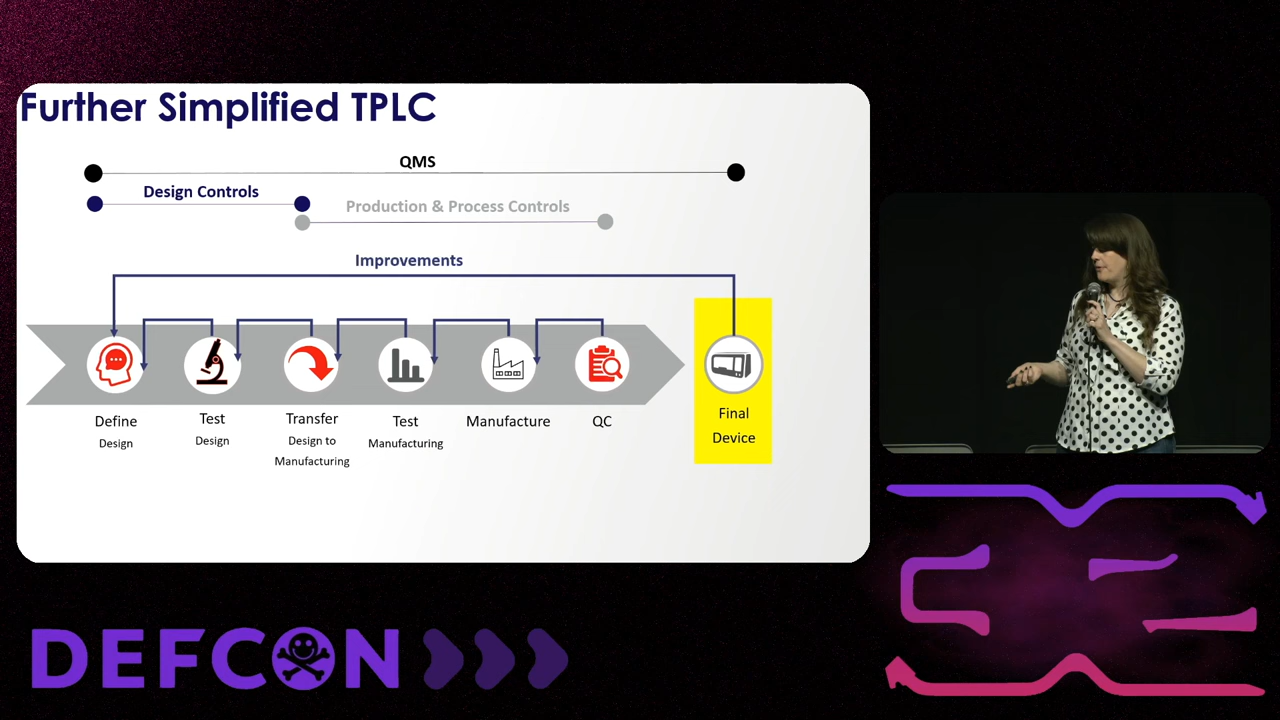 Further Simplified TPLC
QMS
Design Controls
Production & Process Controls
Improvements
Define
Design
Test
Design
Transfer
Design to
Manufacturing
Test
Manufacturing
Manufacture
QC
Final
Device
DEFCON